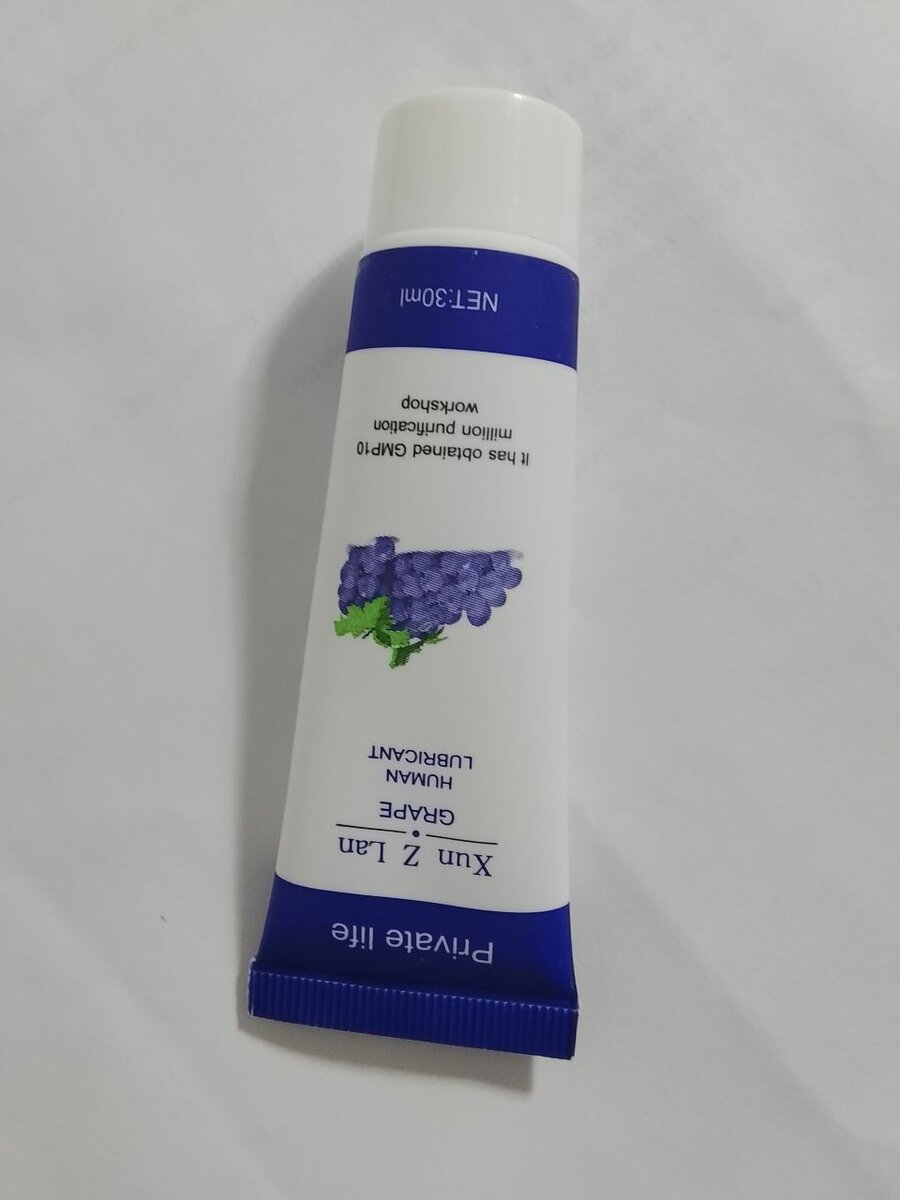 Private life
Xun Z Lan
GRAPE
HUMAN
LUBRICANT
It has obtained GMP10
million purification
workshop
NET:30ml